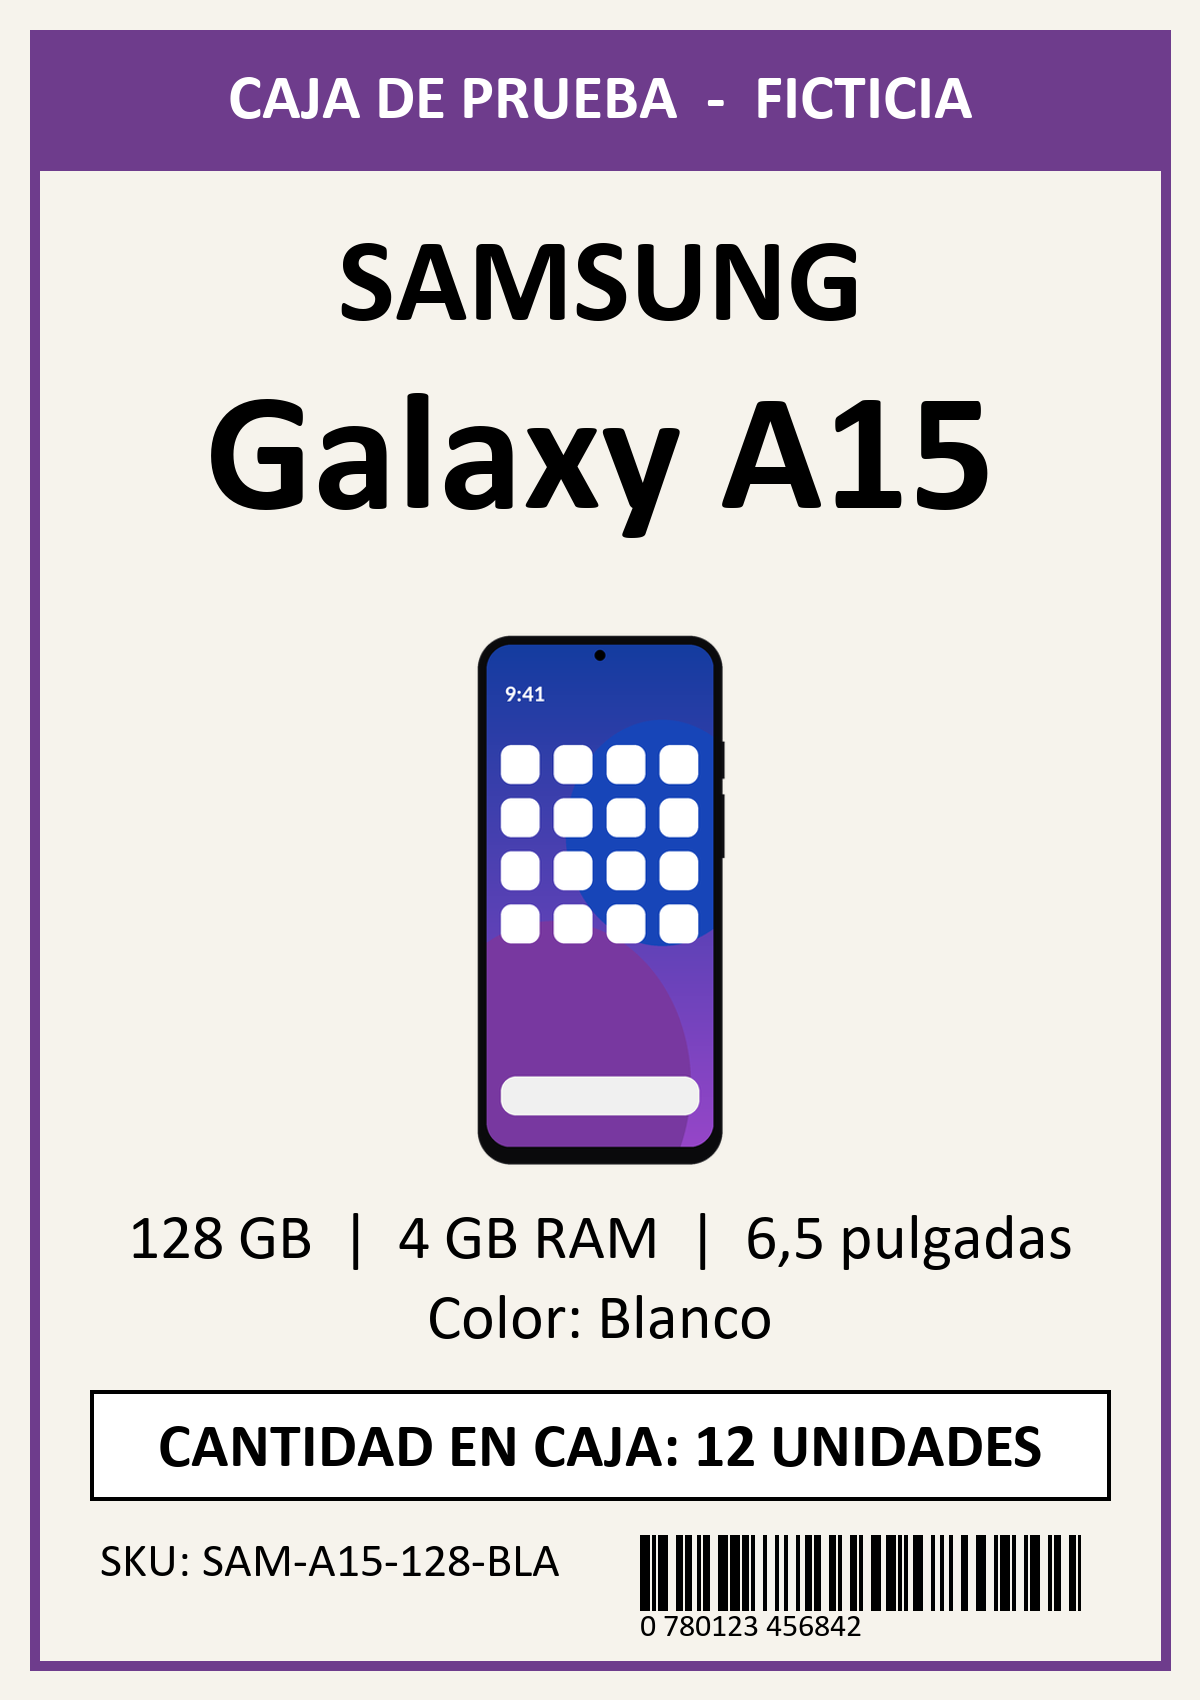 CAJA DE PRUEBA - FICTICIA
SAMSUNG
Galaxy A15
9:41
128 GB | 4 GB RAM | 6,5 pulgadas
Color: Blanco
CANTIDAD EN CAJA: 12 UNIDADES
SKU: SAM-A15-128-BLA
0 780123 456842